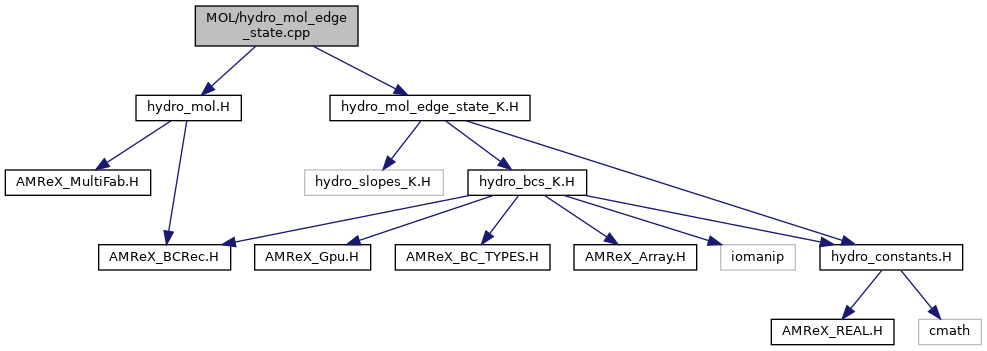 MOL/hydro_mol_edge
_state.cpp
hydro_mol.H
hydro_mol_edge_state_K.H
AMReX_MultiFab.H
hydro_slopes_K.H
hydro_bcs_K.H
AMReX_BCRec.H
AMReX_Gpu.H
AMReX_BC_TYPES.H
AMReX_Array.H
iomanip
hydro_constants.H
AMReX_REAL.H
cmath